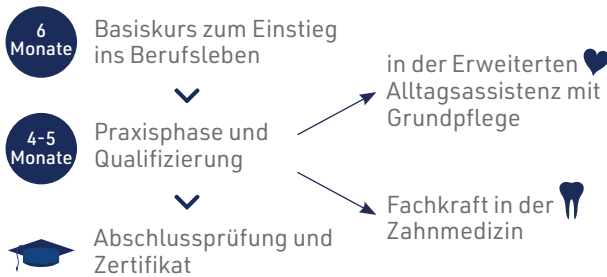 6
Monate
Basiskurs zum Einstieg
ins Berufsleben
4-5
Monate
Praxisphase und
Qualifizierung
in der Erweiterten
Alltagsassistenz mit
Grundpflege
Fachkraft in der
Zahnmedizin
Abschlussprüfung und
Zertifikat